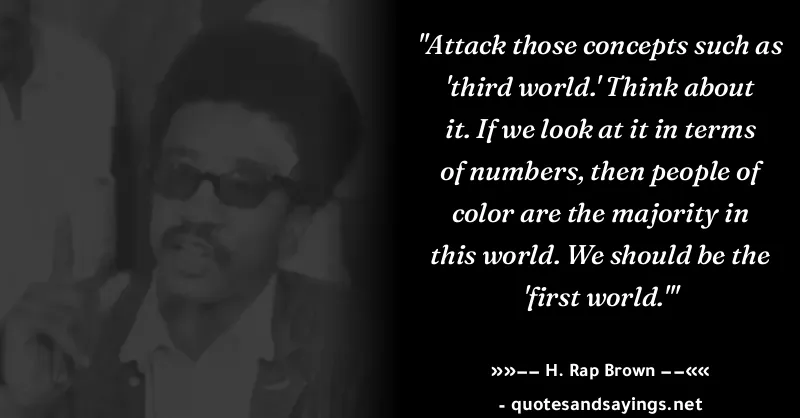 "Attack those concepts such as
'third world.' Think about
it. If we look at it in terms
of numbers, then people of
color are the majority in
this world. We should be the
'first world.'"
»»–– H. Rap Brown ––««
- quotesandsayings.net